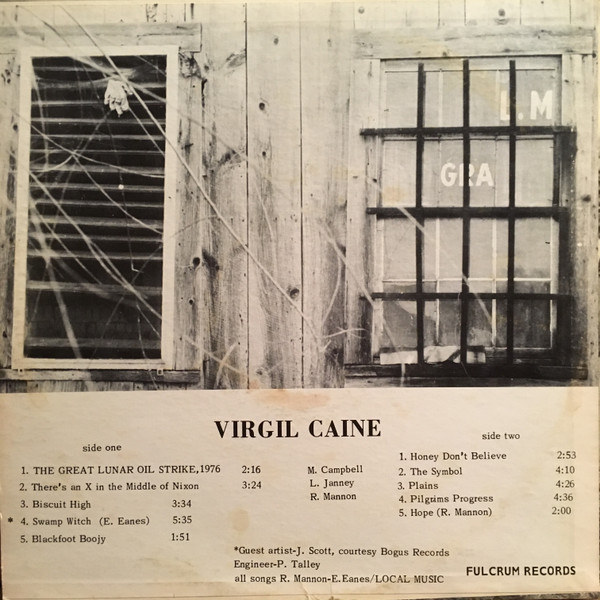 L.M
GRA
VIRGIL CAINE
side one
1. THE GREAT LUNAR OIL STRIKE,1976 2:16
2. There's an X in the Middle of Nixon 3:24
3. Biscuit High 3:34
* 4. Swamp Witch (E. Eanes) 5:35
5. Blackfoot Boojy 1:51
M. Campbell
L. Janney
R. Mannon
side two
1. Honey Don't Believe 2:53
2. The Symbol 4:10
3. Plains 4:26
4. Pilgrims Progress 4:36
5. Hope (R. Mannon) 2:00
*Guest artist-J. Scott, courtesy Bogus Records
Engineer-P. Talley
all songs R. Mannon-E.Eanes/LOCAL MUSIC
FULCRUM RECORDS